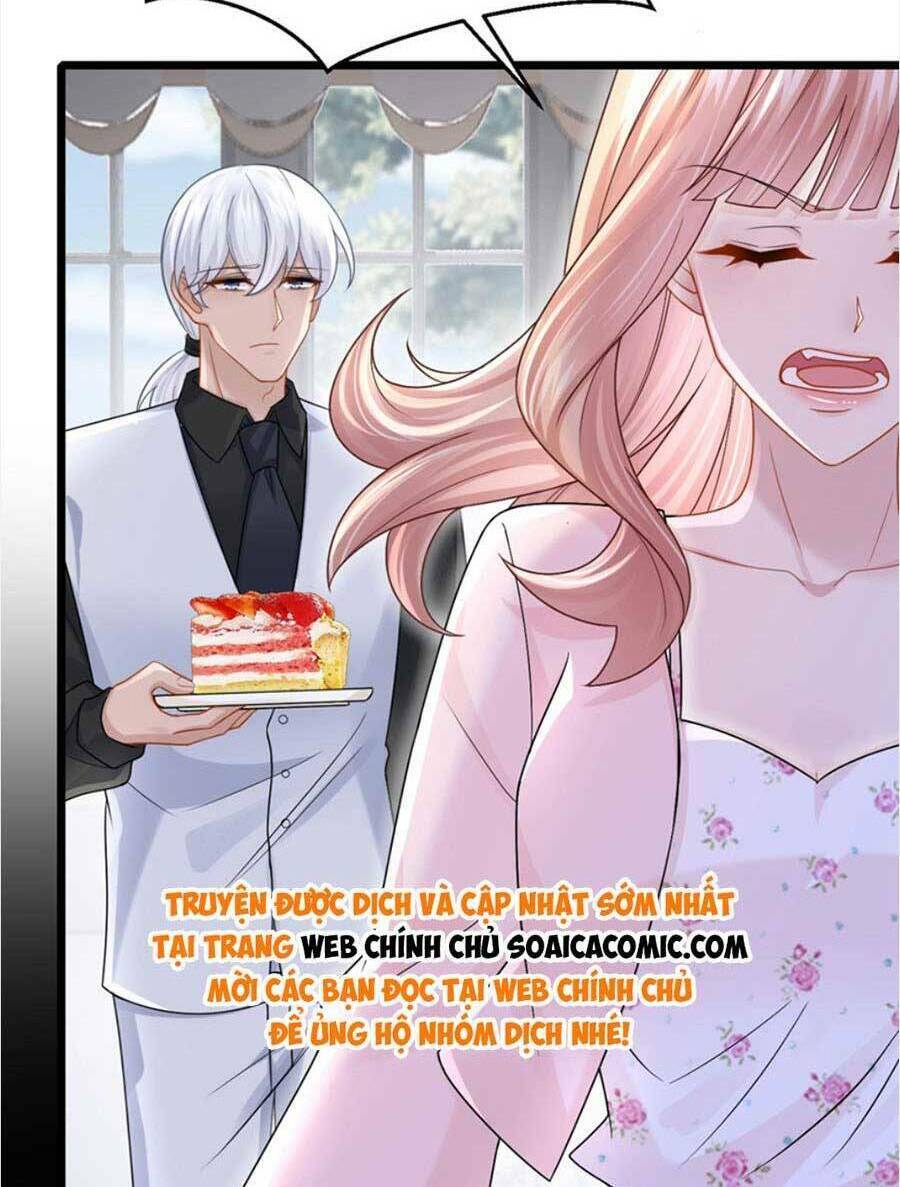 TRUYỆN ĐƯỢC DỊCH VÀ CẬP NHẬT SỚM NHẤT
TẠI TRANG WEB CHÍNH CHỦ SOAICACOMIC.COM
MỜI CÁC BẠN ĐỌC TẠI WEB CHÍNH CHỦ
ĐỂ ỦNG HỘ NHÓM DỊCH NHÉ!